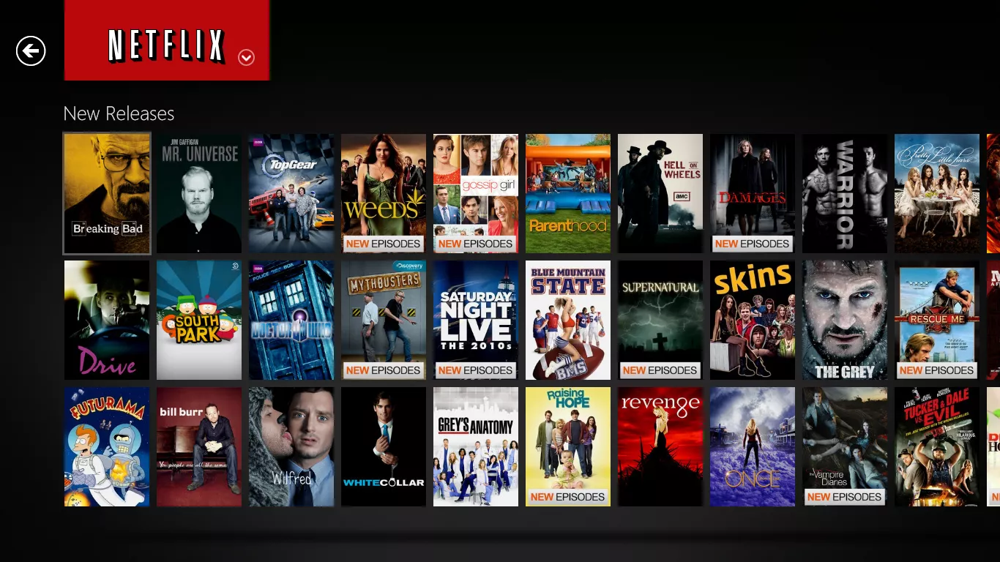 NETFLIX
New Releases
Breaking Bad
JIM GAFFIGAN
MR. UNIVERSE
TopGear
weeds
NEW EPISODES
gossip girl
NEW EPISODES
Parenthood
HELL ON
WHEELS
amc
DAMAGES
NEW EPISODES
WARRIOR
Pretty Little Liars
Drive
SOUTH
PARK
POLICE BOX
DOCTOR WHO
Discovery
MYTHBUSTERS
NEW EPISODES
SATURDAY
NIGHT
LIVE
THE 2010s
NEW EPISODES
BLUE MOUNTAIN
STATE
BMS
SUPERNATURAL
NEW EPISODES
skins
LIAM NEESON
THE GREY
RESCUE ME
NEW EPISODES
FUTURAMA
bill burr
You people are all the same.
Wilfred
WHITE COLLAR
GREY'S ANATOMY
Raising
HOPE
NEW EPISODES
revenge
ONCE
the Vampire
Diaries
NEW EPISODES
TUCKER & DALE
VS.
EVIL